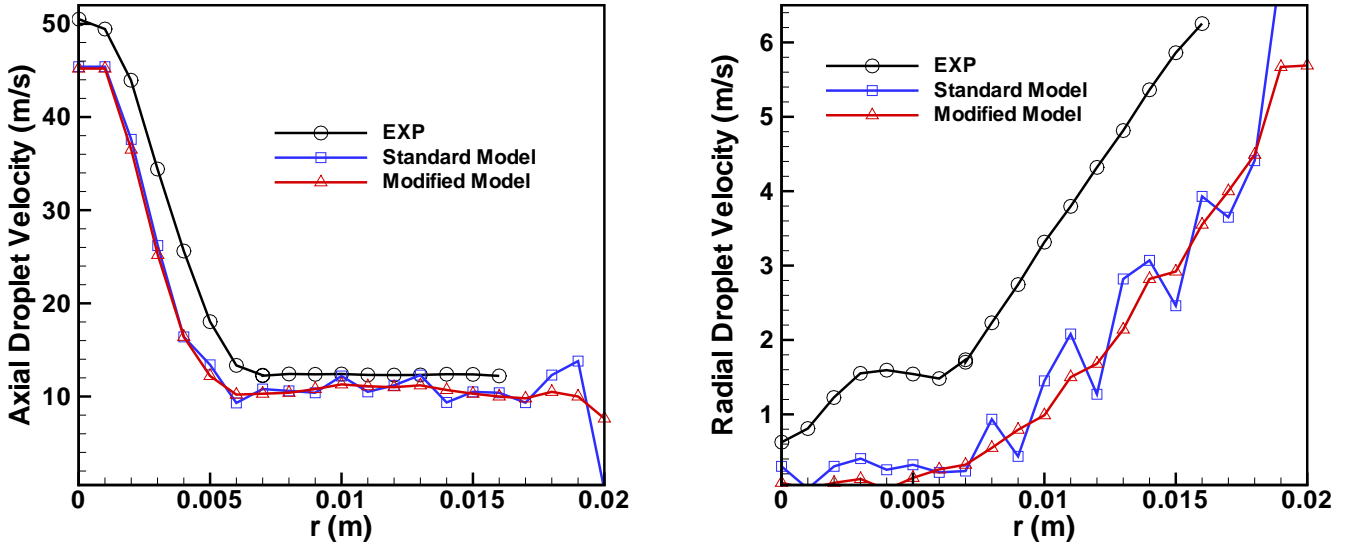 Axial Droplet Velocity (m/s)
50
40
30
20
10
EXP
Standard Model
Modified Model
0
0.005
0.01
0.015
0.02
r (m)
Radial Droplet Velocity (m/s)
6
5
4
3
2
1
EXP
Standard Model
Modified Model
0
0.005
0.01
0.015
0.02
r (m)